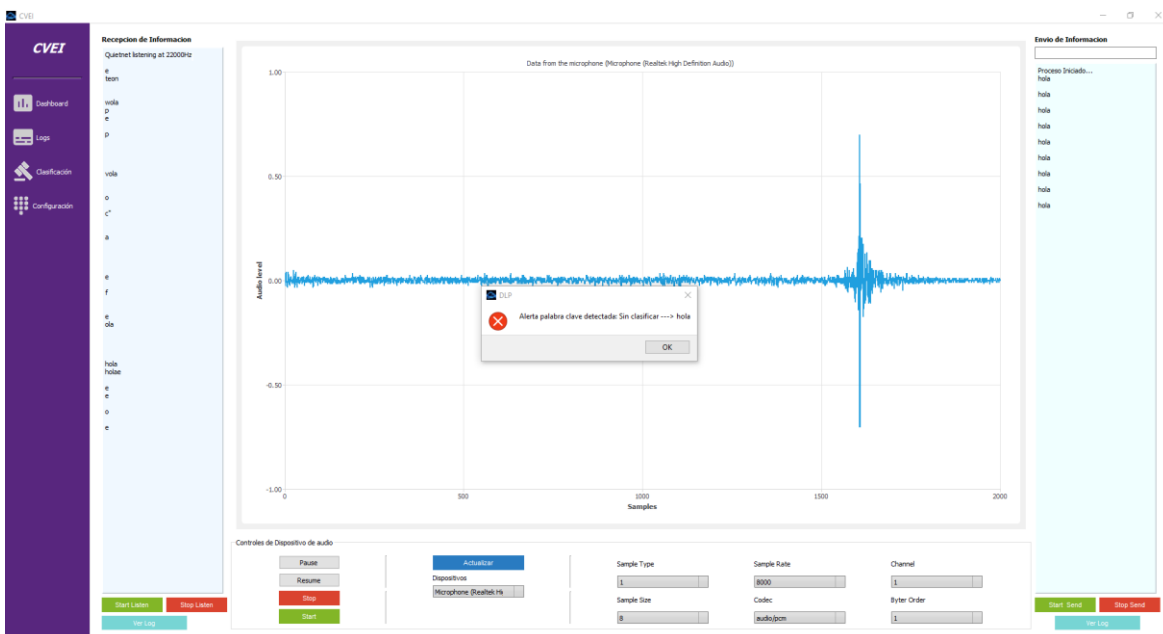 CVEI
CVEI
Dashboard
Logs
Clasificación
Configuración
Recepcion de Informacion
Quietnet listening at 22000Hz
e
teon
wola
p
e
p
vola
o
c"
a
e
f
e
ola
hola
holae
e
e
o
e
Start Listen
Stop Listen
Ver Log
Data from the microphone (Microphone (Realtek High Definition Audio))
1.00
0.50
0.00
-0.50
-1.00
Audio level
0
500
1000
1500
2000
Samples
DLP
Alerta palabra clave detectada: Sin clasificar ---> hola
OK
Controles de Dispositivo de audio
Pause
Resume
Stop
Start
Actualizar
Dispositivos
Microphone (Realtek Hi
Sample Type
1
Sample Size
8
Sample Rate
8000
Codec
audio/pcm
Channel
1
Byter Order
1
Envio de Informacion
Proceso Iniciado...
hola
hola
hola
hola
hola
hola
hola
hola
hola
Start Send
Stop Send
Ver Log